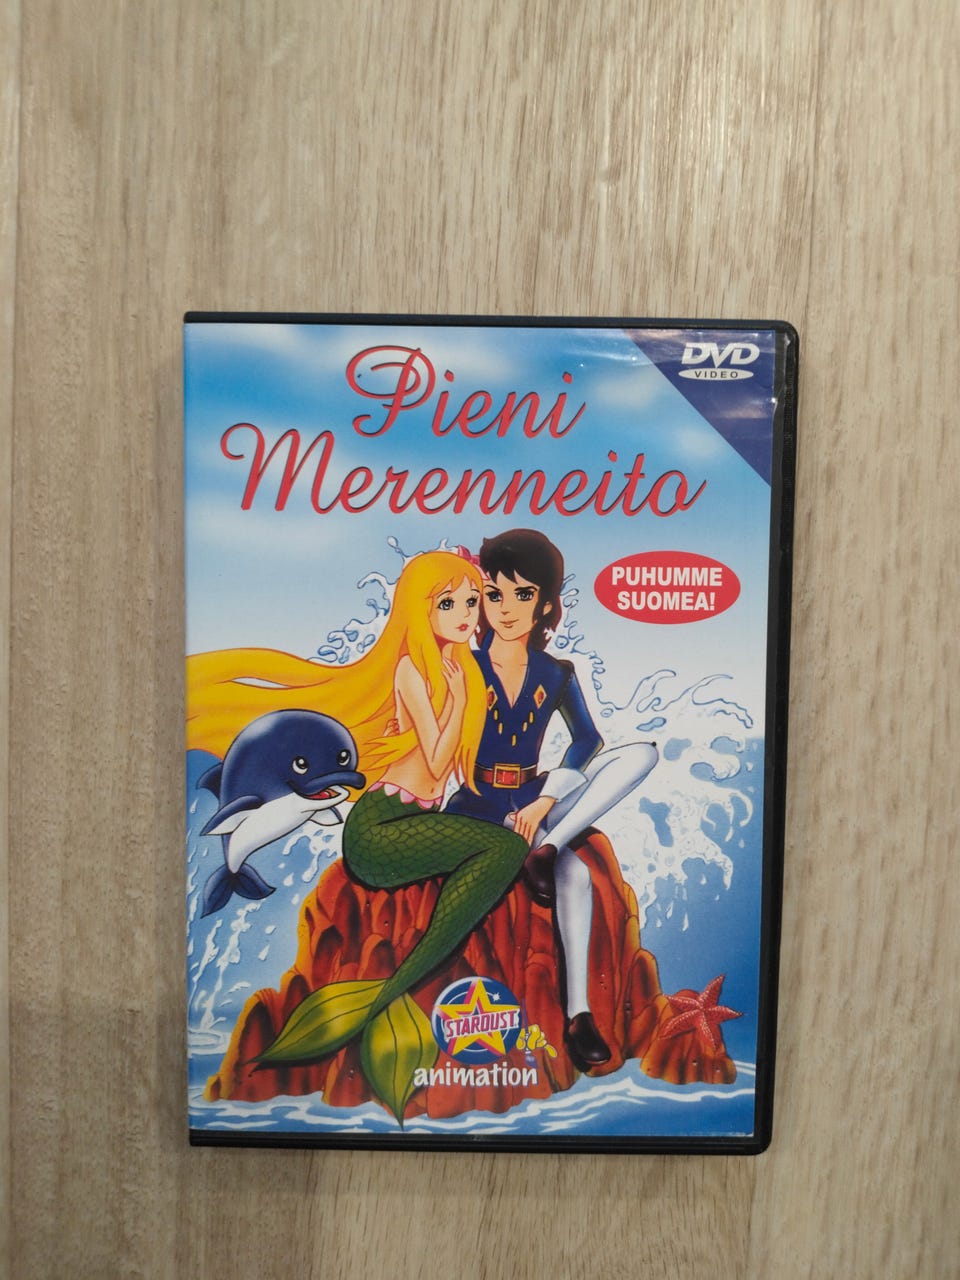 DVD
VIDEO
Pieni
Merenneito
PUHUMME
SUOMEA!
STARDUST
animation